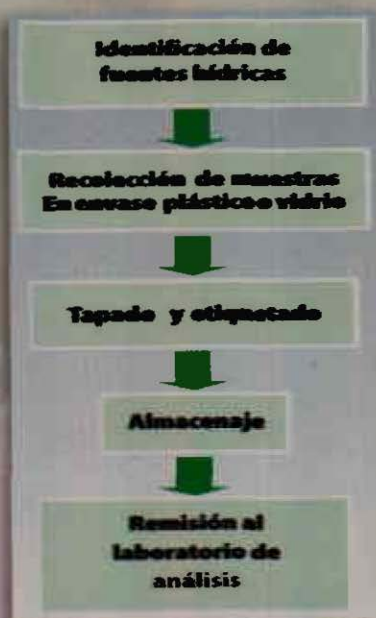 Identificación de
fuentes hídricas
Recolección de muestras
En envase plástico o vidrio
Tapado y etiquetado
Almacenaje
Remisión al
laboratorio de
análisis